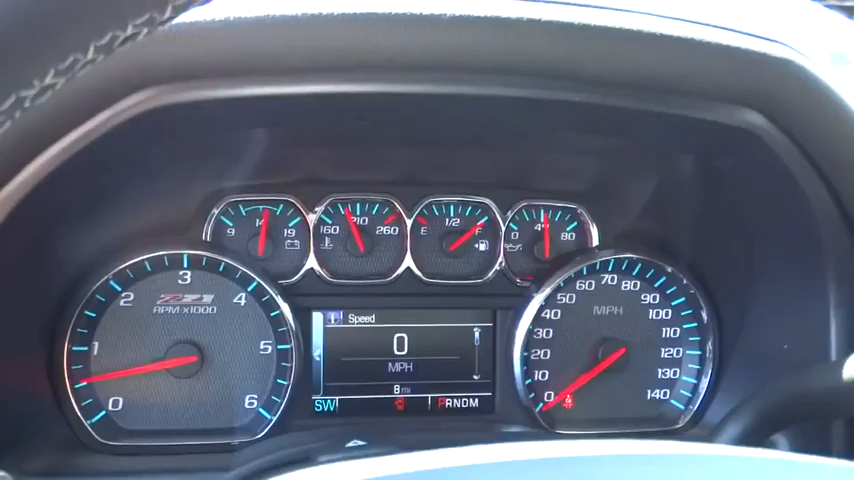 9 14 19
160 210 260
E 1/2 F
0 40 80
0 1 2 3 4 5 6
Z71
RPM X1000
Speed
0
MPH
8 mi
SW PRNDM
0 10 20 30 40 50 60 70 80 90 100 110 120 130 140
MPH